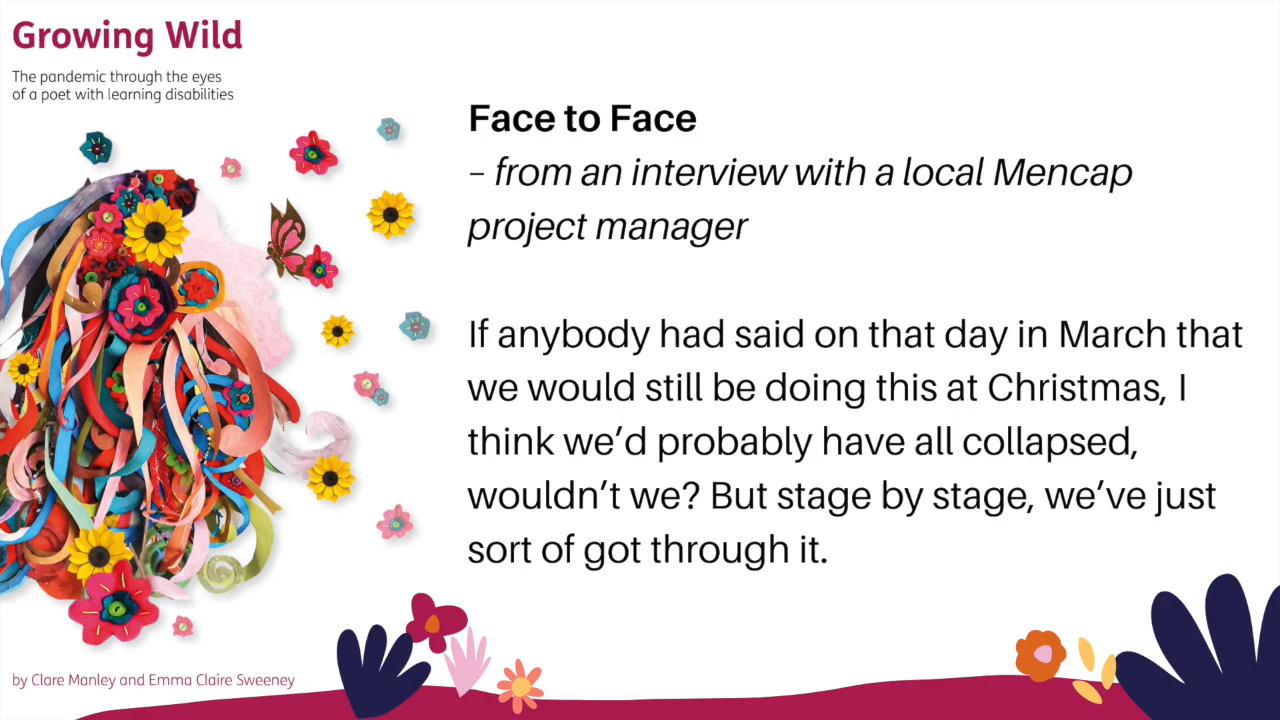 Growing Wild
The pandemic through the eyes
of a poet with learning disabilities
Face to Face
– from an interview with a local Mencap
project manager
If anybody had said on that day in March that
we would still be doing this at Christmas, I
think we’d probably have all collapsed,
wouldn’t we? But stage by stage, we’ve just
sort of got through it.
by Clare Manley and Emma Claire Sweeney